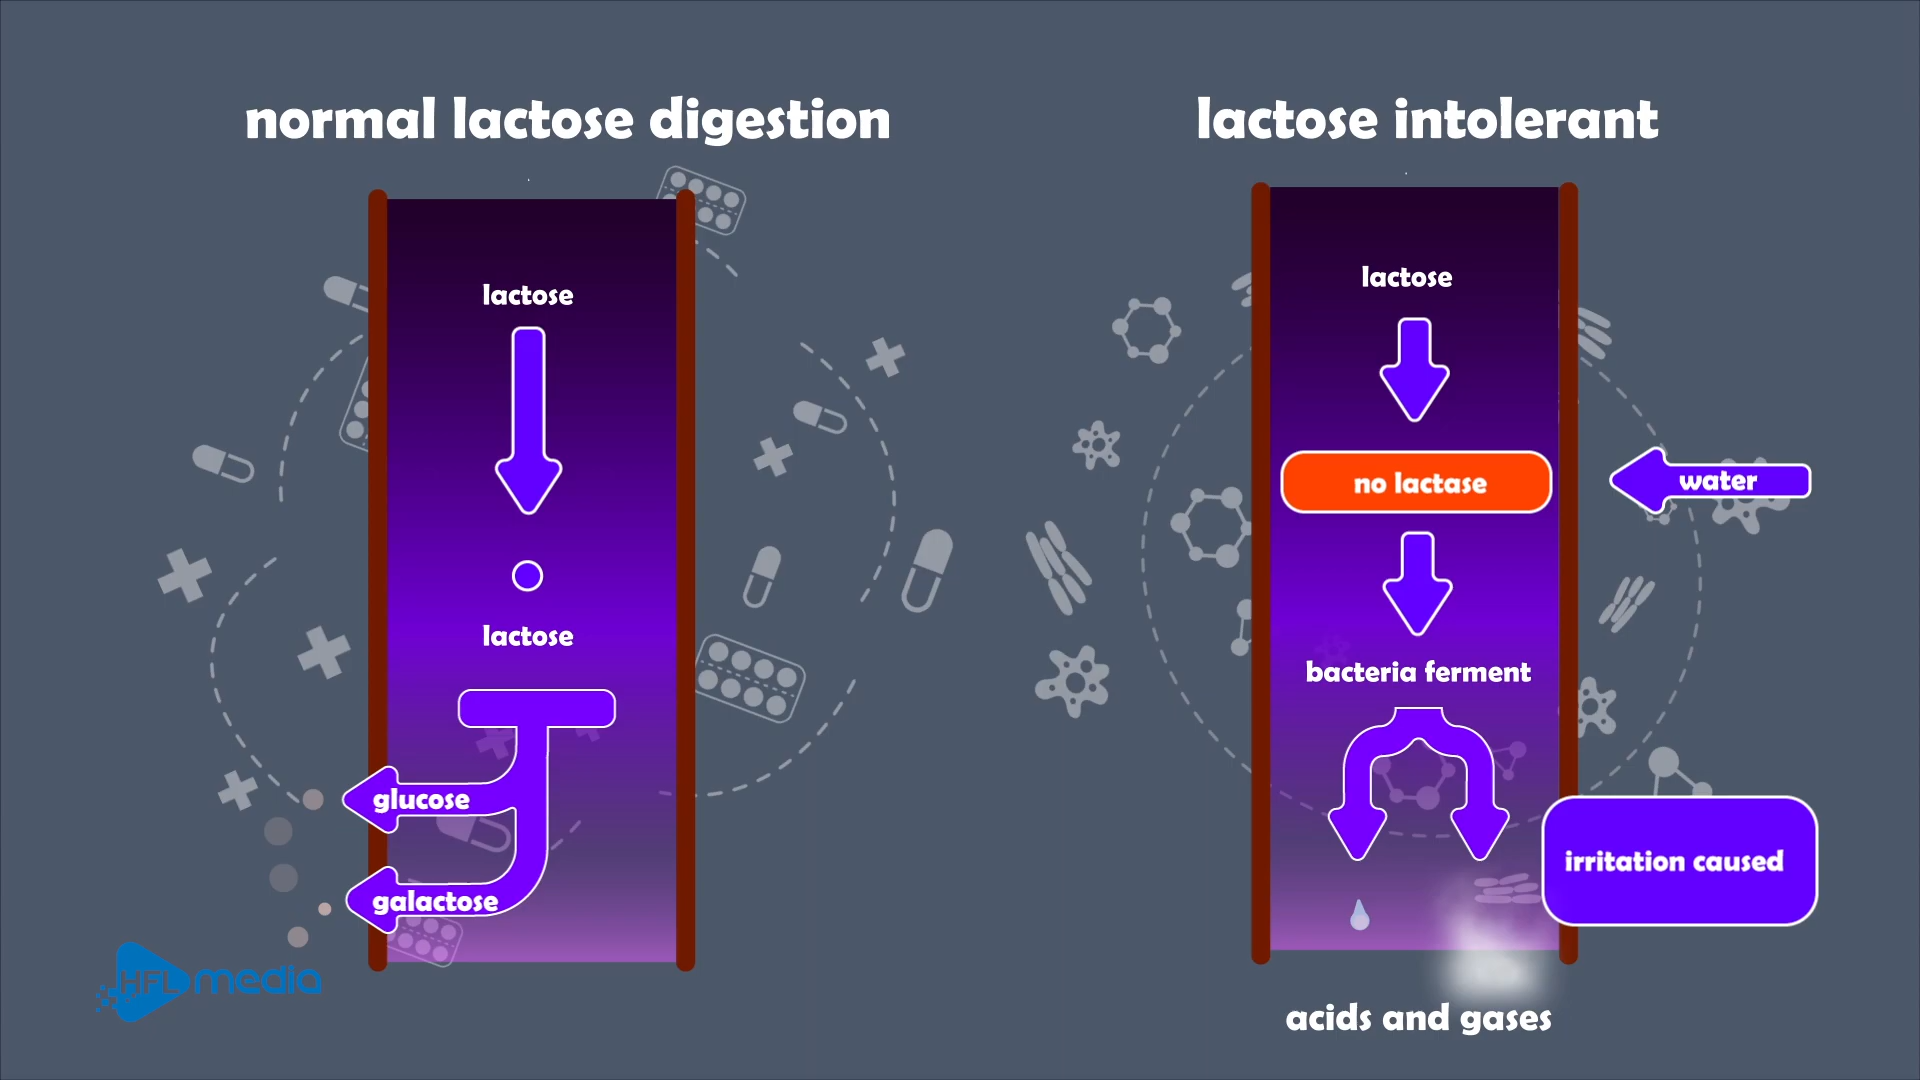 normal lactose digestion
lactose
lactose
glucose
galactose
HFL media
lactose intolerant
lactose
no lactase
water
bacteria ferment
irritation caused
acids and gases